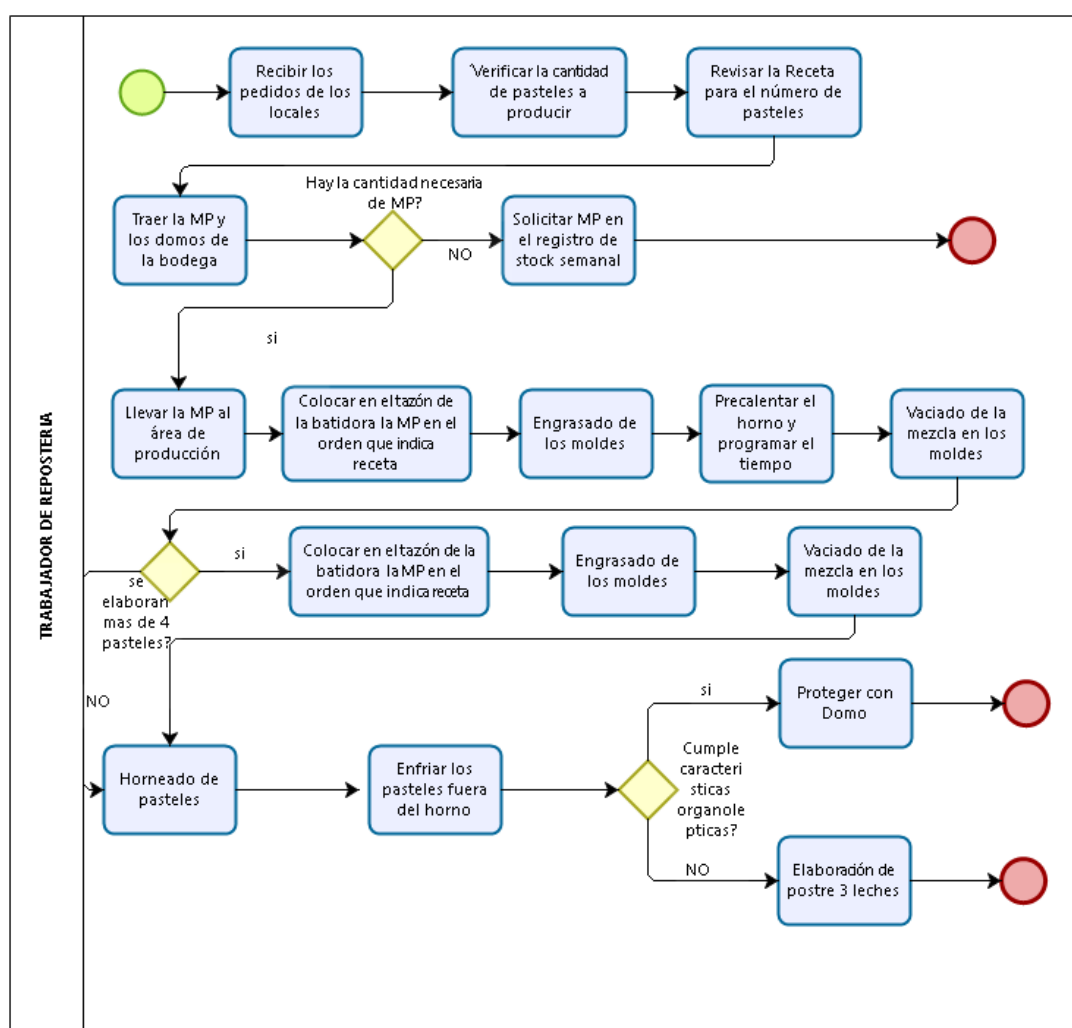 TRABAJADOR DE REPOSTERIA
Recibir los
pedidos de los
locales
Verificar la cantidad
de pasteles a
producir
Revisar la Receta
para el número de
pasteles
Traer la MP y
los domos de
la bodega
Hay la cantidad necesaria
de MP?
NO
Solicitar MP en
el registro de
stock semanal
si
Llevar la MP al
área de
producción
Colocar en el tazón de
la batidora la MP en el
orden que indica
receta
Engrasado de
los moldes
Precalentar el
horno y
programar el
tiempo
Vaciado de la
mezcla en los
moldes
se
elaboran
mas de 4
pasteles?
si
Colocar en el tazón de la
batidora la MP en el
orden que indica receta
Engrasado de
los moldes
Vaciado de la
mezcla en los
moldes
NO
Horneado de
pasteles
Enfriar los
pasteles fuera
del horno
Cumple
caracteri
sticas
organole
pticas?
si
Proteger con
Domo
NO
Elaboración de
postre 3 leches